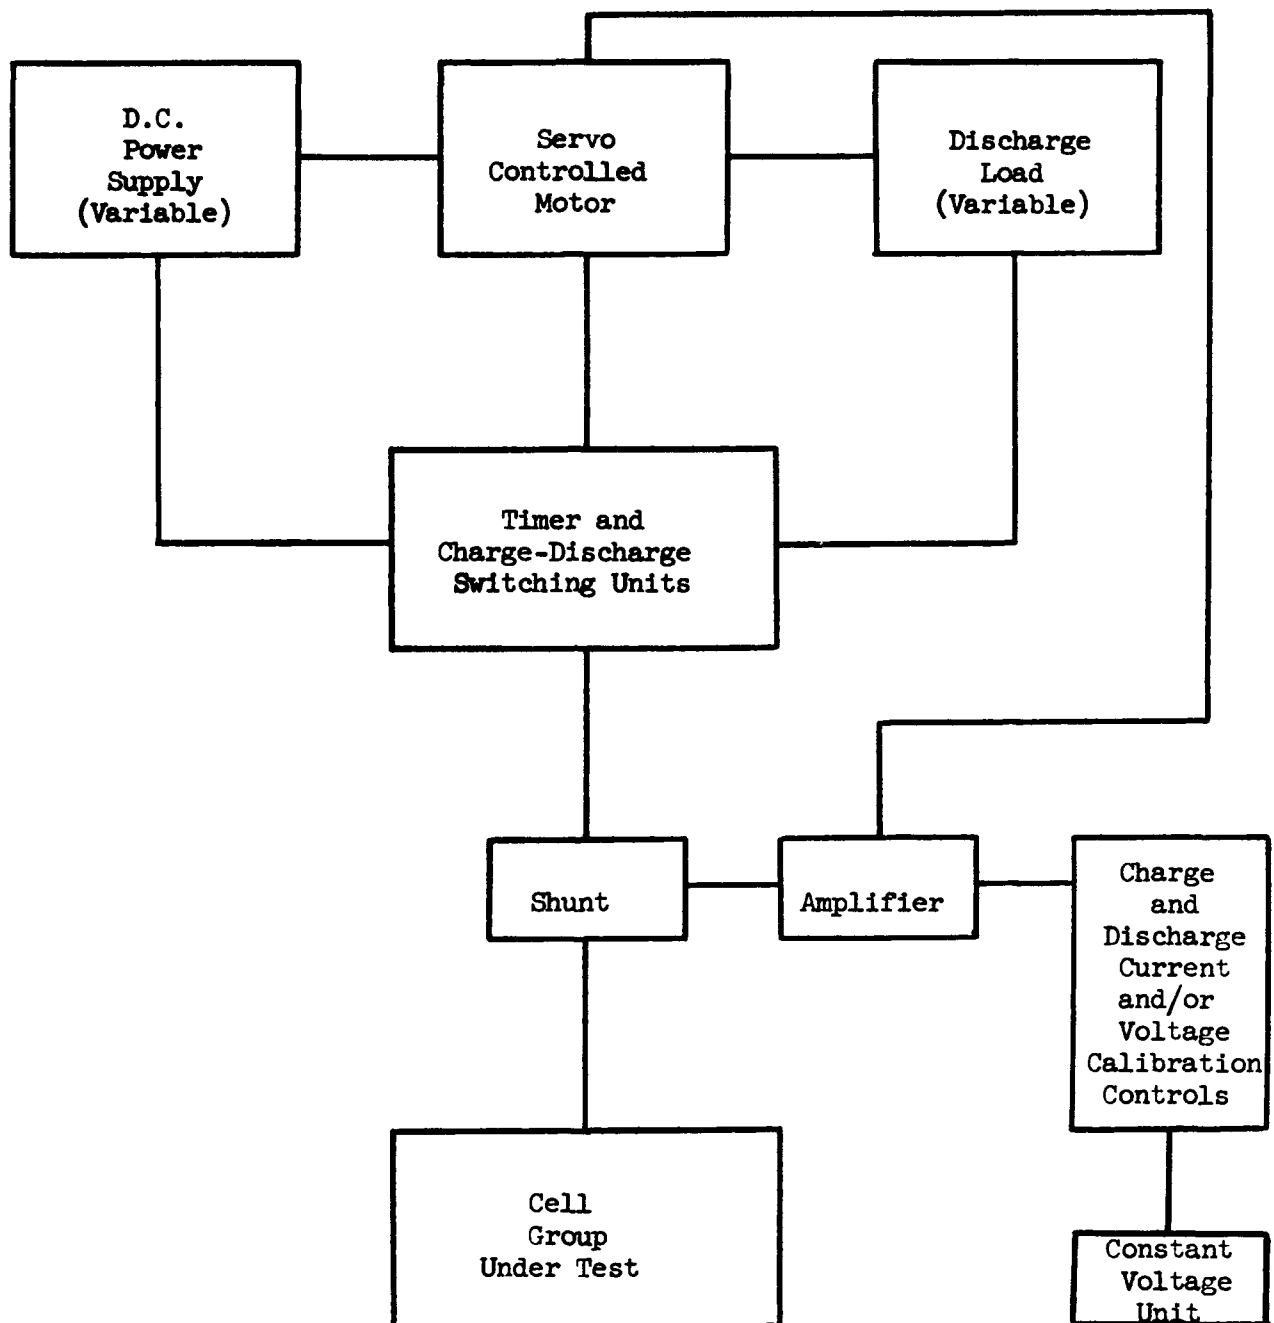 D.C.
Power
Supply
(Variable)
Servo
Controlled
Motor
Discharge
Load
(Variable)
Timer and
Charge-Discharge
Switching Units
Shunt
Amplifier
Charge
and
Discharge
Current
and/or
Voltage
Calibration
Controls
Cell
Group
Under Test
Constant
Voltage
Unit